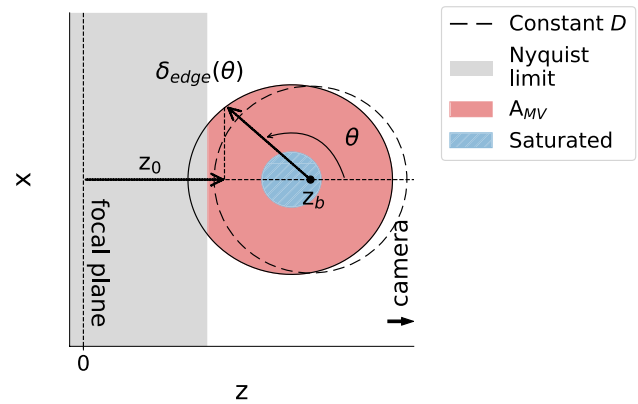 Constant D
Nyquist
limit
A_MV
Saturated
δ_edge(θ)
θ
z_0
z_b
x
focal plane
camera
0
z